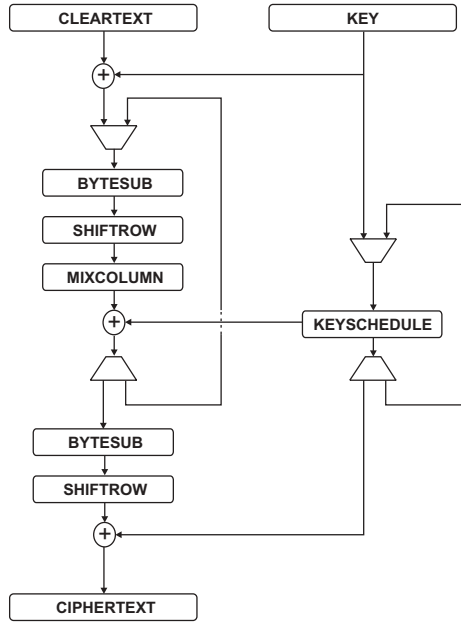 CLEARTEXT
KEY
+
BYTESUB
SHIFTROW
MIXCOLUMN
+
KEYSCHEDULE
BYTESUB
SHIFTROW
+
CIPHERTEXT